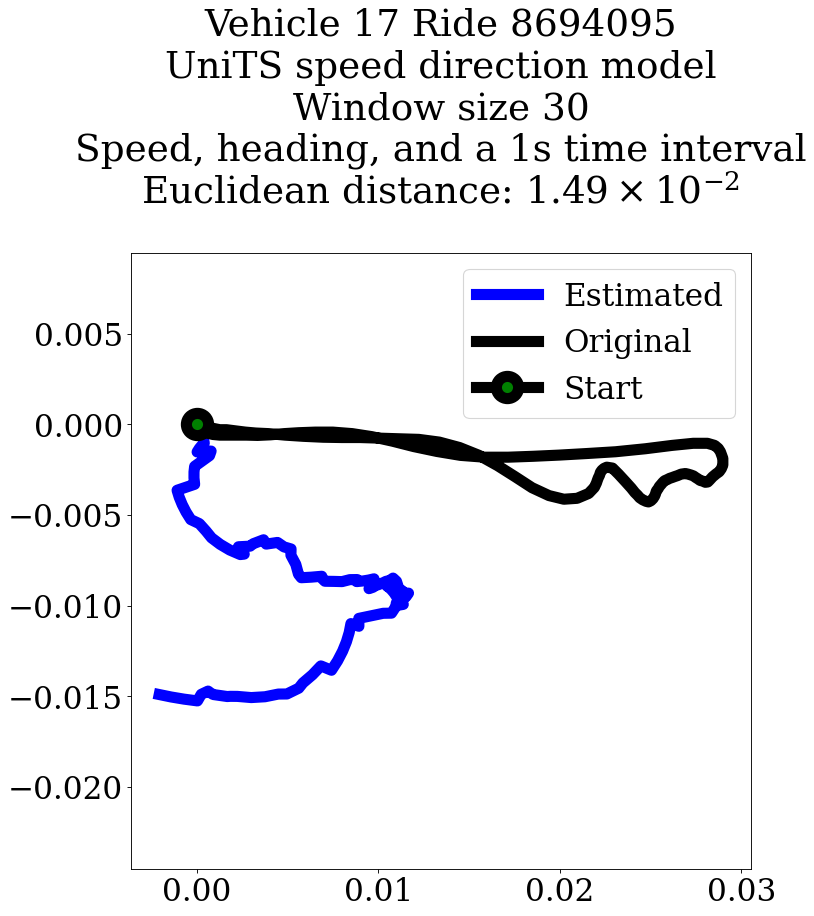 Vehicle 17 Ride 8694095
UniTS speed direction model
Window size 30
Speed, heading, and a 1s time interval
Euclidean distance: 1.49 × 10⁻²
Estimated
Original
Start
0.005
0.000
−0.005
−0.010
−0.015
−0.020
0.00 0.01 0.02 0.03